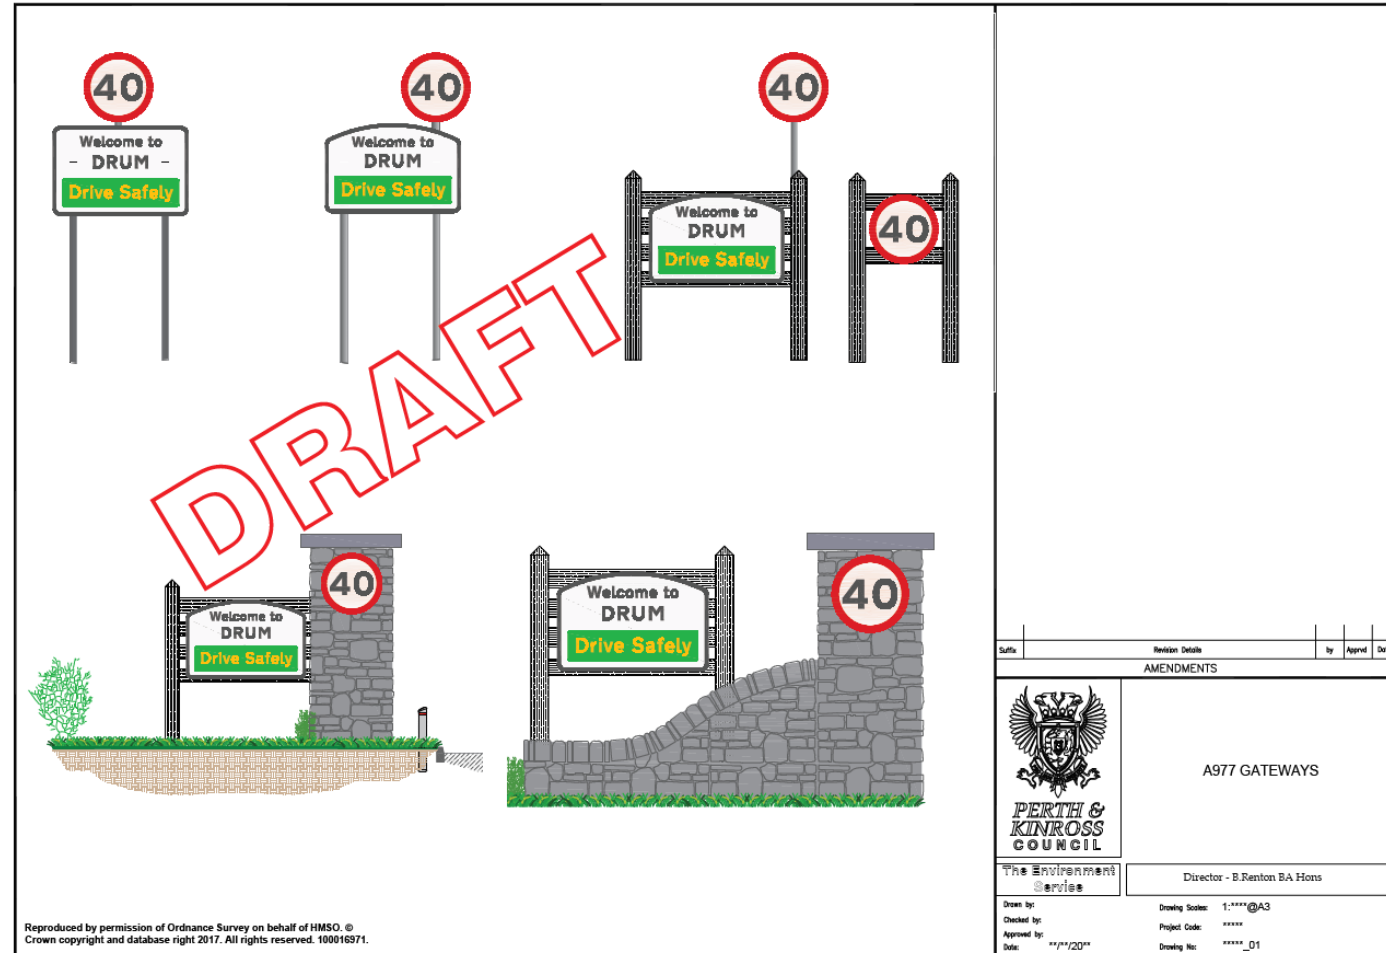 40
Welcome to
- DRUM -
Drive Safely
40
Welcome to
DRUM
Drive Safely
40
Welcome to
DRUM
Drive Safely
40
DRAFT
40
Welcome to
DRUM
Drive Safely
40
Welcome to
DRUM
Drive Safely
Reproduced by permission of Ordnance Survey on behalf of HMSO. ©
Crown copyright and database right 2017. All rights reserved. 100016971.
Suffix Revision Details by Apprvd
AMENDMENTS
PERTH &
KINROSS
COUNCIL
A977 GATEWAYS
The Environment
Service
Director - B.Renton BA Hons
Drawn by:
Checked by:
Approved by:
Date: **/**/20**
Drawing Scales: 1:****@A3
Project Code: *****
Drawing No: *****_01